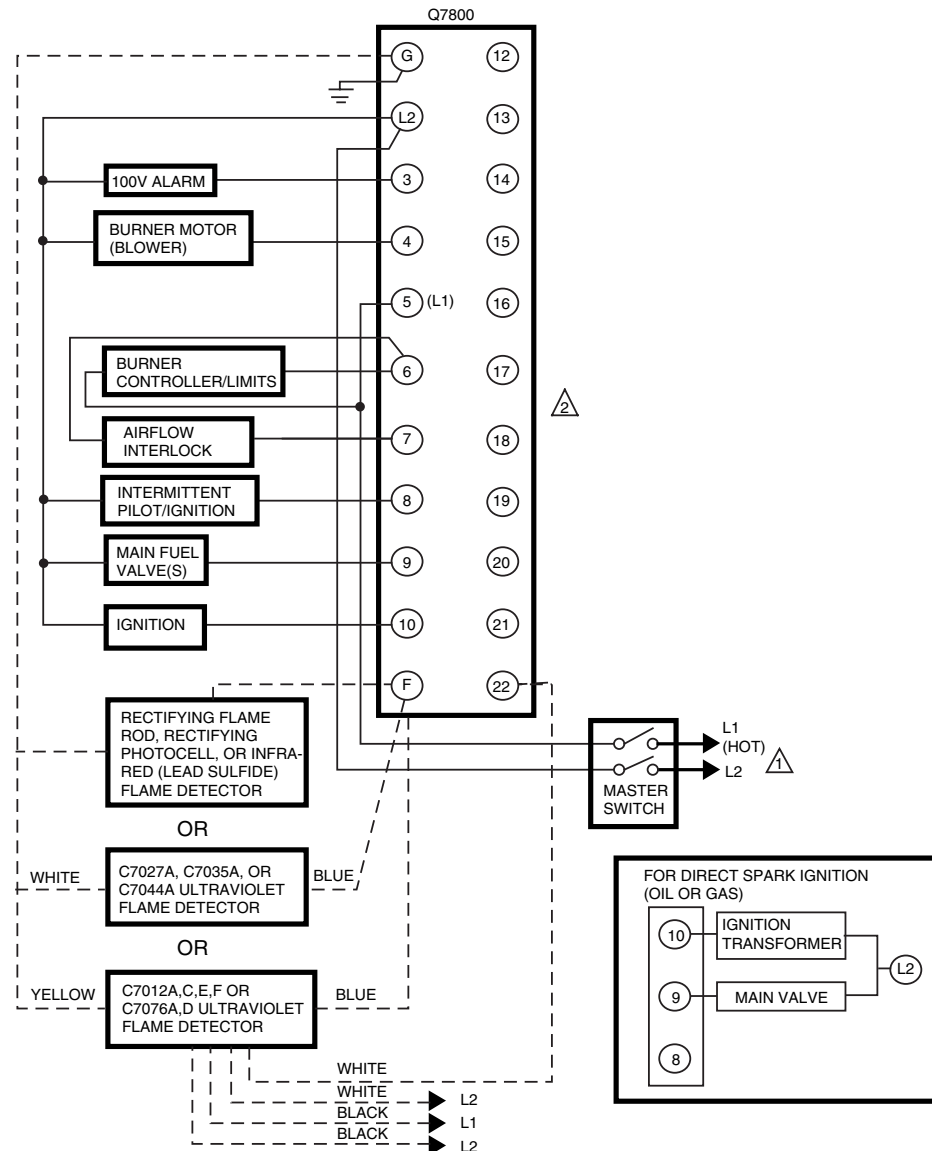 Q7800
G
12
L2
13
100V ALARM
3
14
BURNER MOTOR
(BLOWER)
4
15
5
(L1)
16
BURNER
CONTROLLER/LIMITS
6
17
2
AIRFLOW
INTERLOCK
7
18
INTERMITTENT
PILOT/IGNITION
8
19
MAIN FUEL
VALVE(S)
9
20
IGNITION
10
21
F
22
RECTIFYING FLAME
ROD, RECTIFYING
PHOTOCELL, OR INFRA-
RED (LEAD SULFIDE)
FLAME DETECTOR
L1
(HOT)
L2
1
MASTER
SWITCH
OR
WHITE
C7027A, C7035A, OR
C7044A ULTRAVIOLET
FLAME DETECTOR
BLUE
OR
YELLOW
C7012A,C,E,F OR
C7076A,D ULTRAVIOLET
FLAME DETECTOR
BLUE
WHITE
WHITE
L2
BLACK
L1
BLACK
L2
FOR DIRECT SPARK IGNITION
(OIL OR GAS)
10
IGNITION
TRANSFORMER
L2
9
MAIN VALVE
8